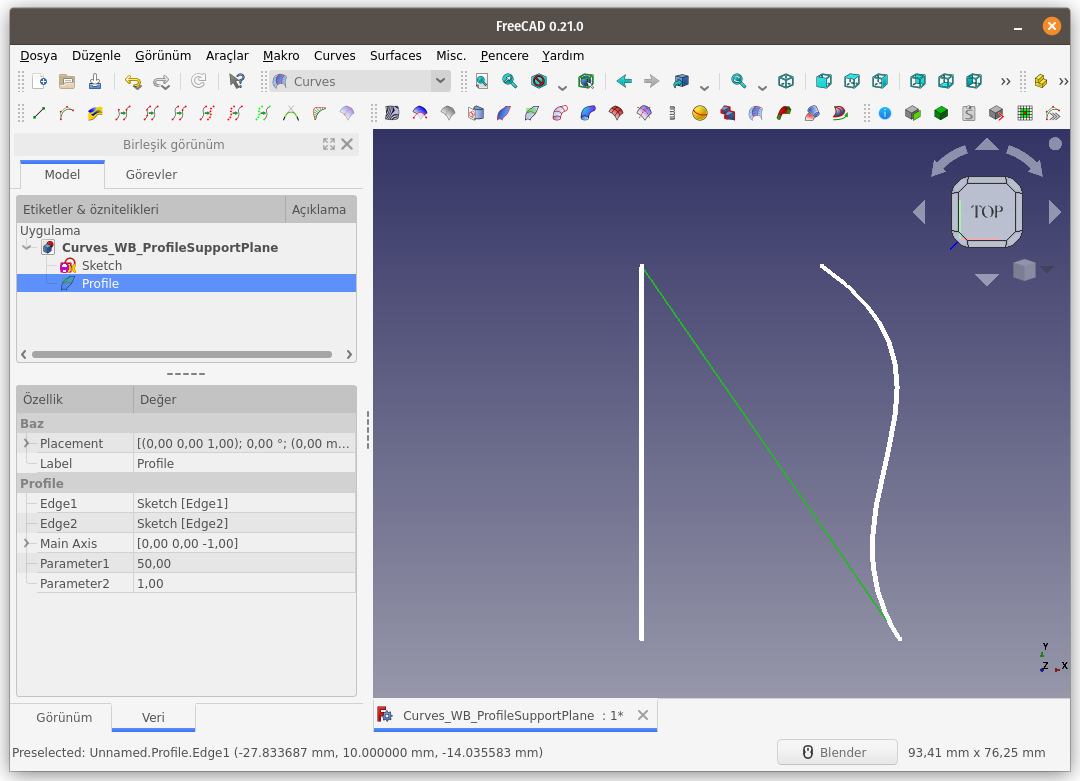 FreeCAD 0.21.0
Dosya Düzenle Görünüm Araçlar Makro Curves Surfaces Misc. Pencere Yardım
Curves
Birleşik görünüm
Model Görevler
Etiketler & öznitelikleri Açıklama
Uygulama
Curves_WB_ProfileSupportPlane
Sketch
Profile
Özellik Değer
Baz
Placement [(0,00 0,00 1,00); 0,00 °; (0,00 m...
Label Profile
Profile
Edge1 Sketch [Edge1]
Edge2 Sketch [Edge2]
Main Axis [0,00 0,00 -1,00]
Parameter1 50,00
Parameter2 1,00
Görünüm Veri
TOP
Y
Z X
Curves_WB_ProfileSupportPlane : 1*
Preselected: Unnamed.Profile.Edge1 (-27.833687 mm, 10.000000 mm, -14.035583 mm)
Blender 93,41 mm x 76,25 mm